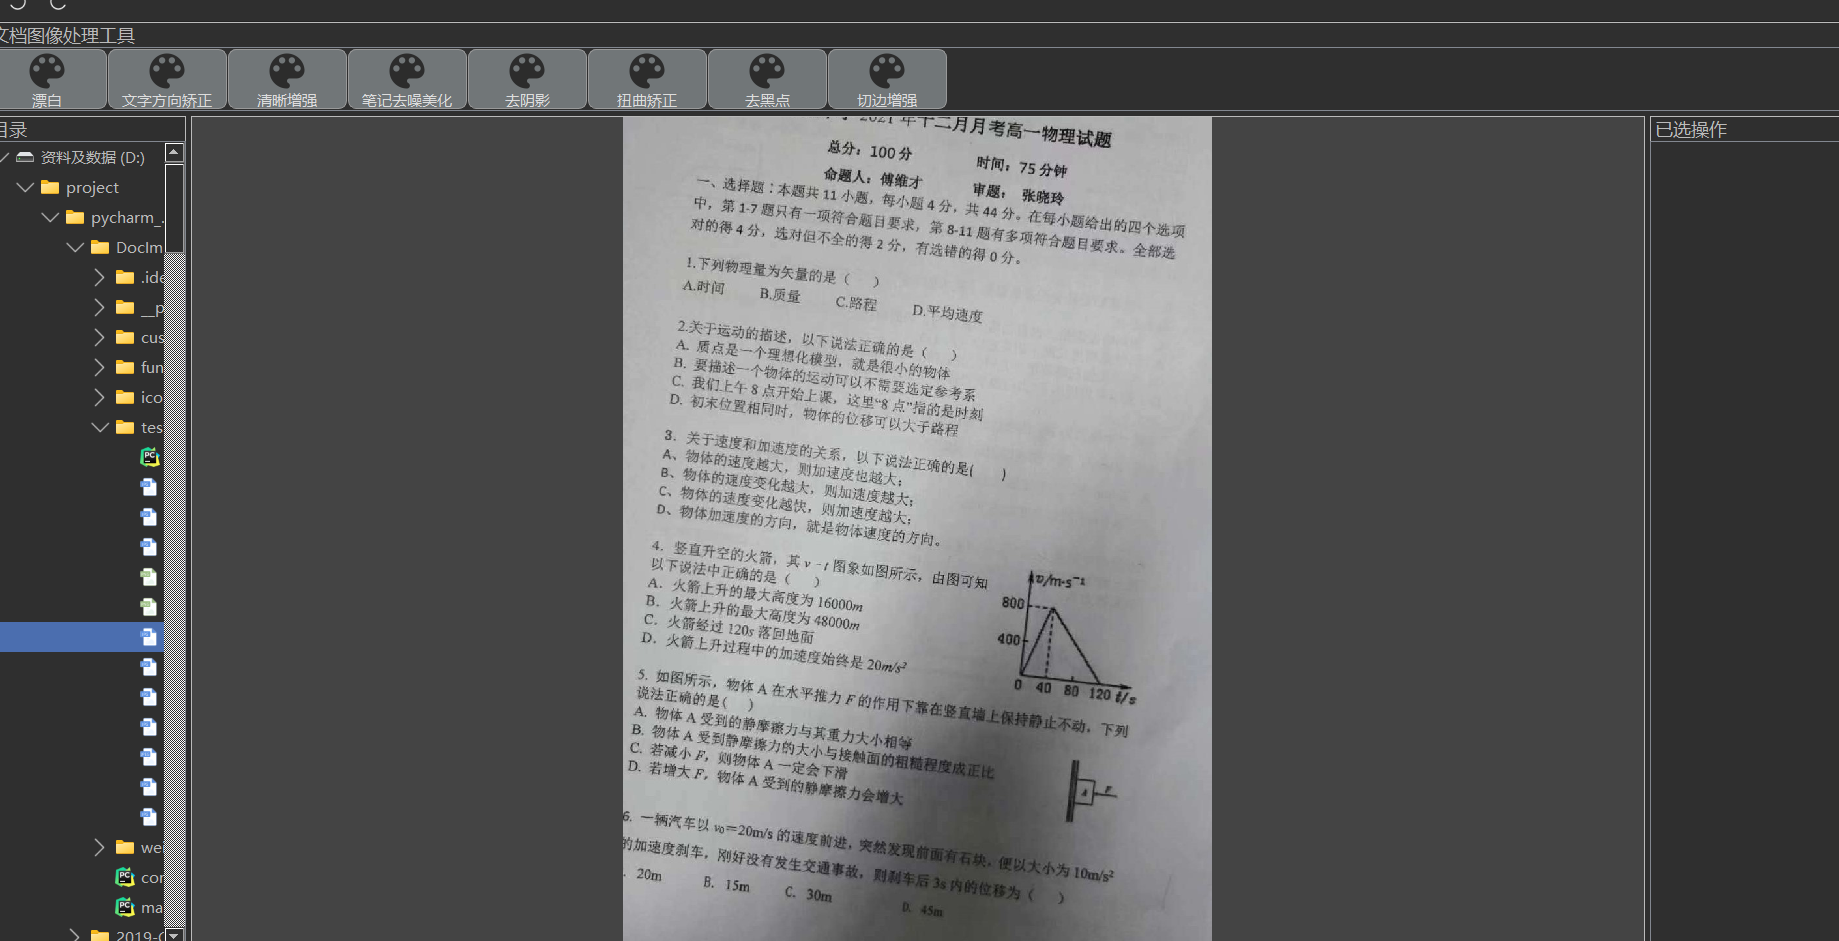 文档图像处理工具
漂白
文字方向矫正
清晰增强
笔记去噪美化
去阴影
扭曲矫正
去黑点
切边增强
目录
资料及数据 (D:)
project
pycharm_
DocIm
.ide
__p
cus
fun
ico
tes
we
cor
ma
2019-
已选操作
2021 年十二月月考高一物理试题
总分：100 分
时间：75 分钟
命题人：傅维才
审题： 张晓玲
一、选择题：本题共 11 小题，每小题 4 分，共 44 分。在每小题给出的四个选项
中，第 1-7 题只有一项符合题目要求，第 8-11 题有多项符合题目要求。全部选
对的得 4 分，选对但不全的得 2 分，有选错的得 0 分。
1.下列物理量为矢量的是（ ）
A.时间 B.质量 C.路程 D.平均速度
2.关于运动的描述，以下说法正确的是（ ）
A. 质点是一个理想化模型，就是很小的物体
B. 要描述一个物体的运动可以不需要选定参考系
C. 我们上午 8 点开始上课，这里“8 点”指的是时刻
D. 初末位置相同时，物体的位移可以大于路程
3．关于速度和加速度的关系，以下说法正确的是( )
A、物体的速度越大，则加速度也越大；
B、物体的速度变化越大，则加速度越大；
C、物体的速度变化越快，则加速度越大；
D、物体加速度的方向，就是物体速度的方向。
4．竖直升空的火箭，其 v－t 图象如图所示，由图可知
以下说法中正确的是（ ）
A．火箭上升的最大高度为 16000m
B．火箭上升的最大高度为 48000m
C．火箭经过 120s 落回地面
D．火箭上升过程中的加速度始终是 20m/s²
v/m·s⁻¹
800
400
0 40 80 120 t/s
5. 如图所示，物体 A 在水平推力 F 的作用下靠在竖直墙上保持静止不动，下列
说法正确的是( )
A. 物体 A 受到的静摩擦力与其重力大小相等
B. 物体 A 受到静摩擦力的大小与接触面的粗糙程度成正比
C. 若减小 F，则物体 A 一定会下滑
D. 若增大 F，物体 A 受到的静摩擦力会增大
A F
6. 一辆汽车以 v₀＝20m/s 的速度前进，突然发现前面有石块，便以大小为 10m/s²
的加速度刹车，刚好没有发生交通事故，则刹车后 3s 内的位移为（ ）
. 20m B. 15m C. 30m D. 45m